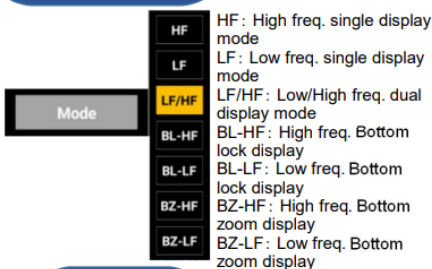 Mode
HF
LF
LF/HF
BL-HF
BL-LF
BZ-HF
BZ-LF
HF: High freq. single display
mode
LF: Low freq. single display
mode
LF/HF: Low/High freq. dual
display mode
BL-HF: High freq. Bottom
lock display
BL-LF: Low freq. Bottom
lock display
BZ-HF: High freq. Bottom
zoom display
BZ-LF: Low freq. Bottom
zoom display